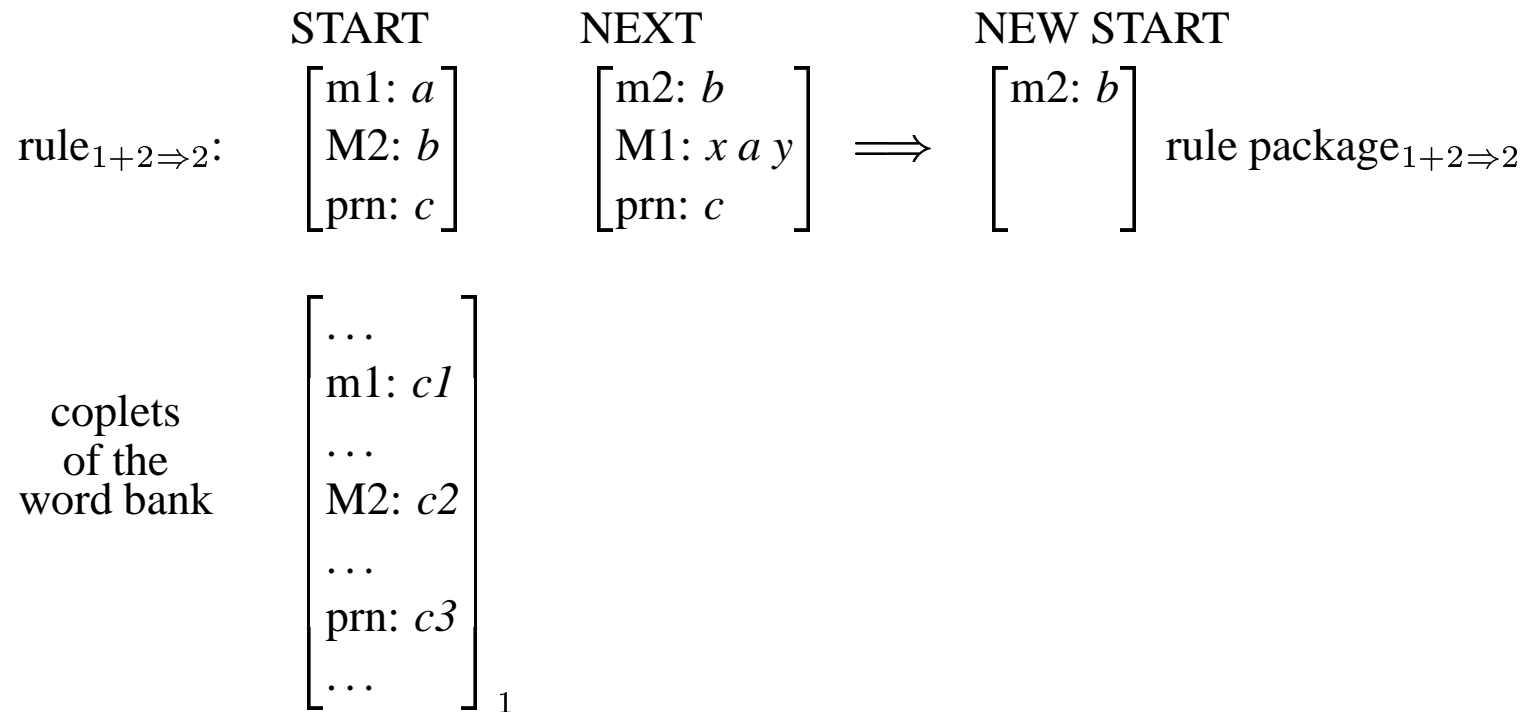 START NEXT NEW START
m1: a m2: b m2: b
rule1+2⇒2: M2: b M1: x a y ⟹ rule package1+2⇒2
prn: c prn: c
...
m1: c1
...
coplets
of the
word bank
M2: c2
...
prn: c3
...
1